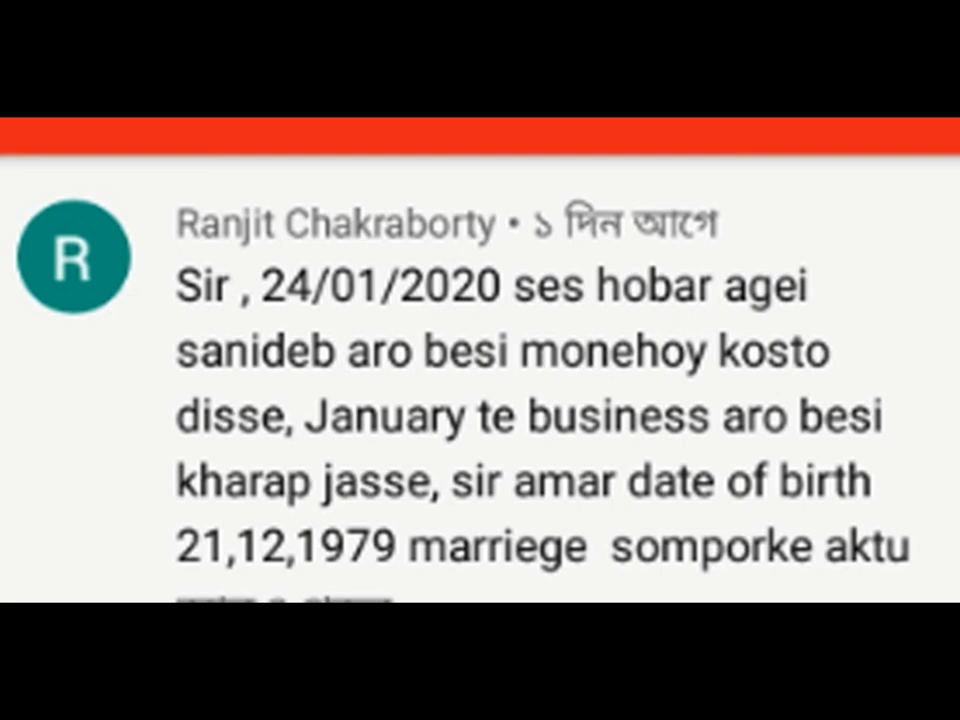 R
Ranjit Chakraborty • ১ দিন আগে
Sir , 24/01/2020 ses hobar agei
sanideb aro besi monehoy kosto
disse, January te business aro besi
kharap jasse, sir amar date of birth
21,12,1979 marriege somporke aktu